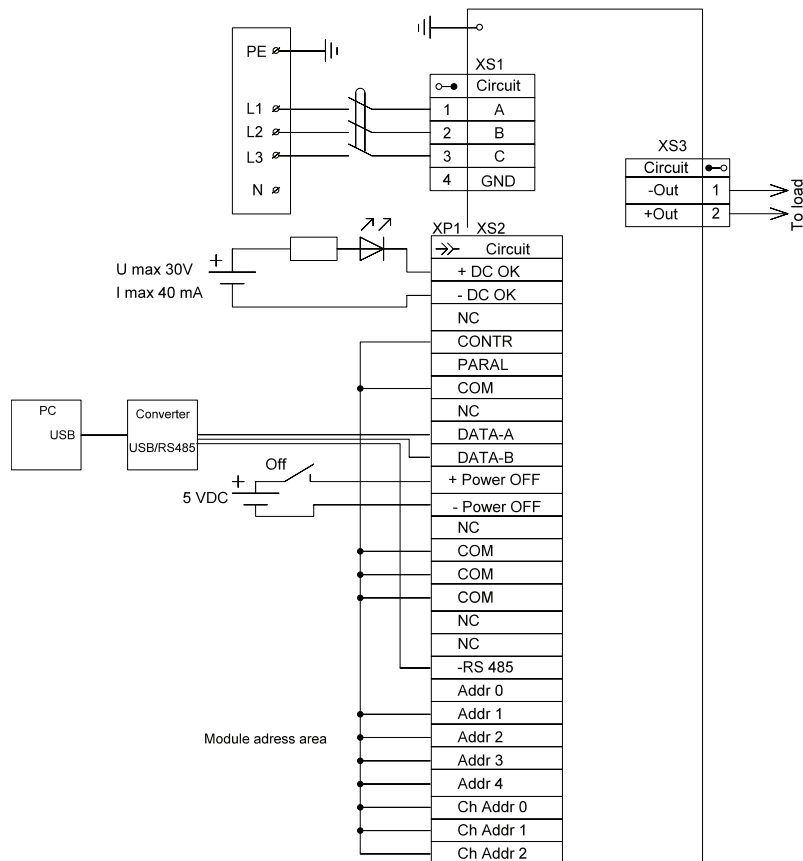 PE
L1
L2
L3
N
XS1
Circuit
1 A
2 B
3 C
4 GND
XS3
Circuit
-Out 1
+Out 2
To load
XP1 XS2
Circuit
+ DC OK
- DC OK
NC
CONTR
PARAL
COM
NC
DATA-A
DATA-B
+ Power OFF
- Power OFF
NC
COM
COM
COM
NC
NC
-RS 485
Addr 0
Addr 1
Addr 2
Addr 3
Addr 4
Ch Addr 0
Ch Addr 1
Ch Addr 2
+
U max 30V
I max 40 mA
PC
USB
Converter
USB/RS485
Off
+
5 VDC
Module adress area